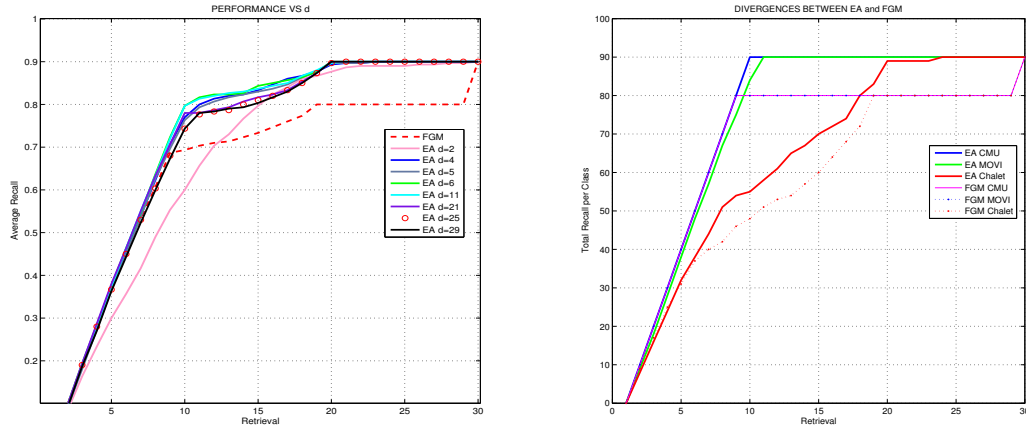 PERFORMANCE VS d
1
0.9
0.8
0.7
0.6
0.5
0.4
0.3
0.2
5
10
15
20
25
30
Average Recall
Retrieval
FGM
EA d=2
EA d=4
EA d=5
EA d=6
EA d=11
EA d=21
EA d=25
EA d=29
DIVERGENCES BETWEEN EA and FGM
100
90
80
70
60
50
40
30
20
10
0
0
5
10
15
20
25
30
Total Recall per Class
Retrieval
EA CMU
EA MOVI
EA Chalet
FGM CMU
FGM MOVI
FGM Chalet